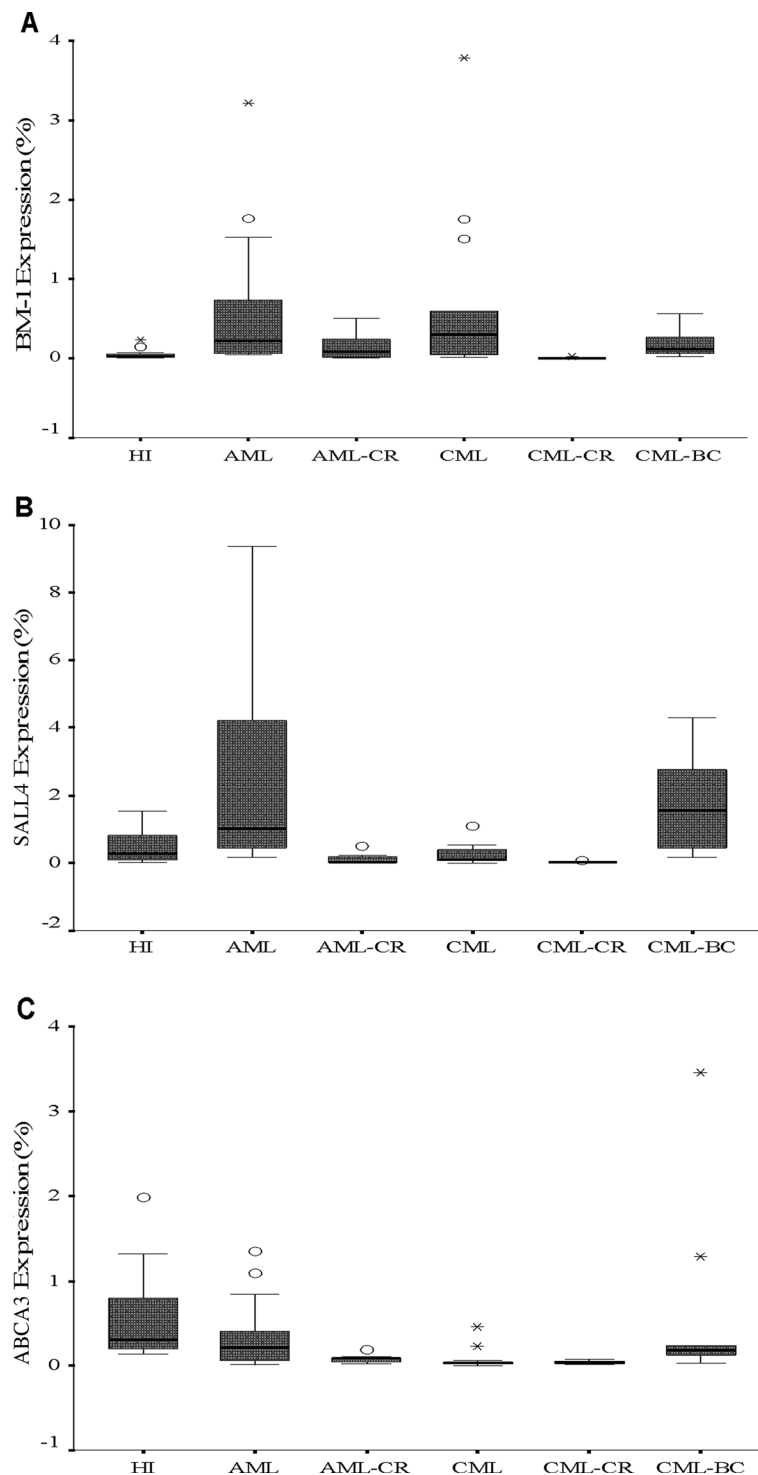 A
BM-1 Expression (%)
4
3
2
1
0
-1
HI AML AML-CR CML CML-CR CML-BC
B
SALL4 Expression (%)
10
8
6
4
2
0
-2
HI AML AML-CR CML CML-CR CML-BC
C
ABCA3 Expression (%)
4
3
2
1
0
-1
HI AML AML-CR CML CML-CR CML-BC